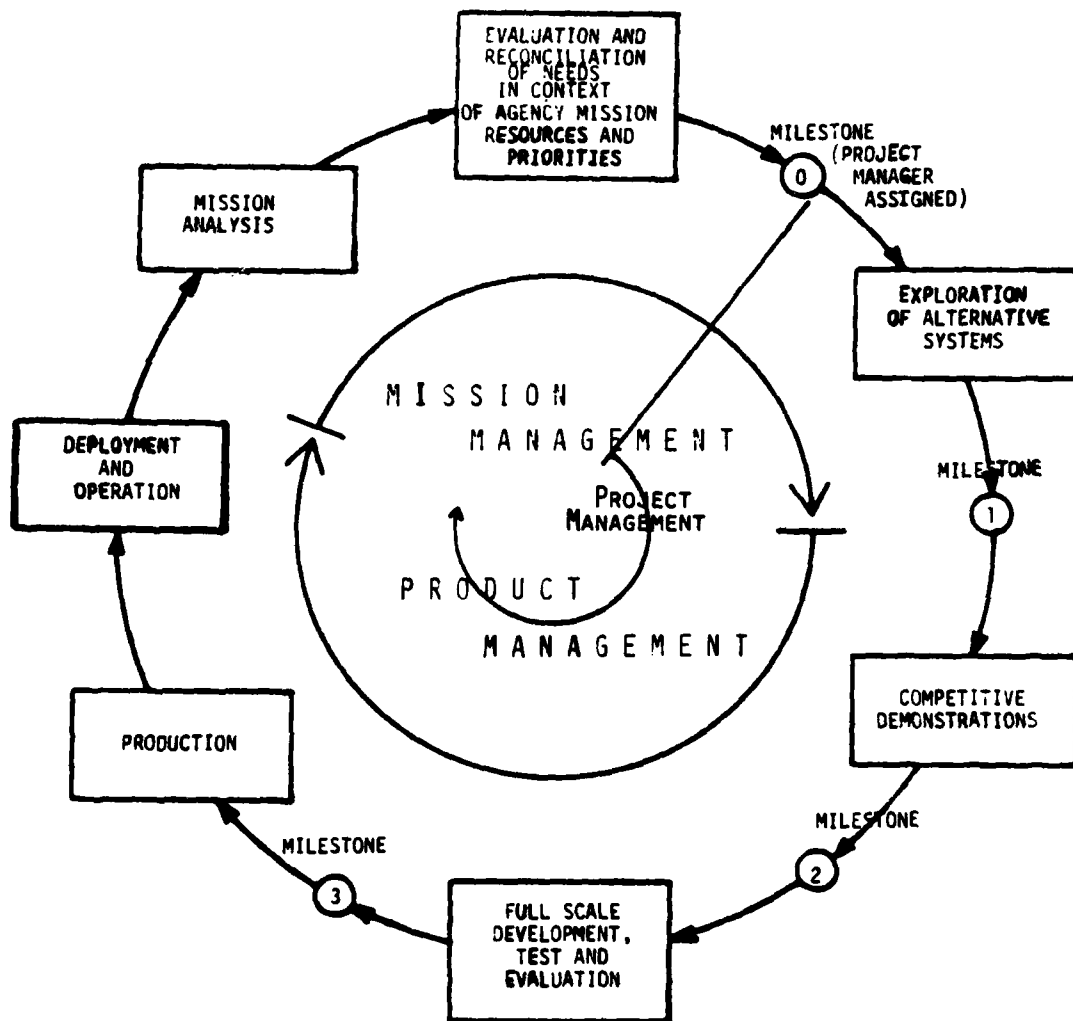 EVALUATION AND
RECONCILIATION
OF NEEDS
IN CONTEXT
OF AGENCY MISSION
RESOURCES AND
PRIORITIES
MILESTONE
(PROJECT
MANAGER
ASSIGNED)
0
MISSION
ANALYSIS
EXPLORATION
OF ALTERNATIVE
SYSTEMS
MISSION
MANAGEMENT
DEPLOYMENT
AND
OPERATION
MILESTONE
1
PROJECT
MANAGEMENT
PRODUCT
MANAGEMENT
COMPETITIVE
DEMONSTRATIONS
PRODUCTION
MILESTONE
2
MILESTONE
3
FULL SCALE
DEVELOPMENT,
TEST AND
EVALUATION